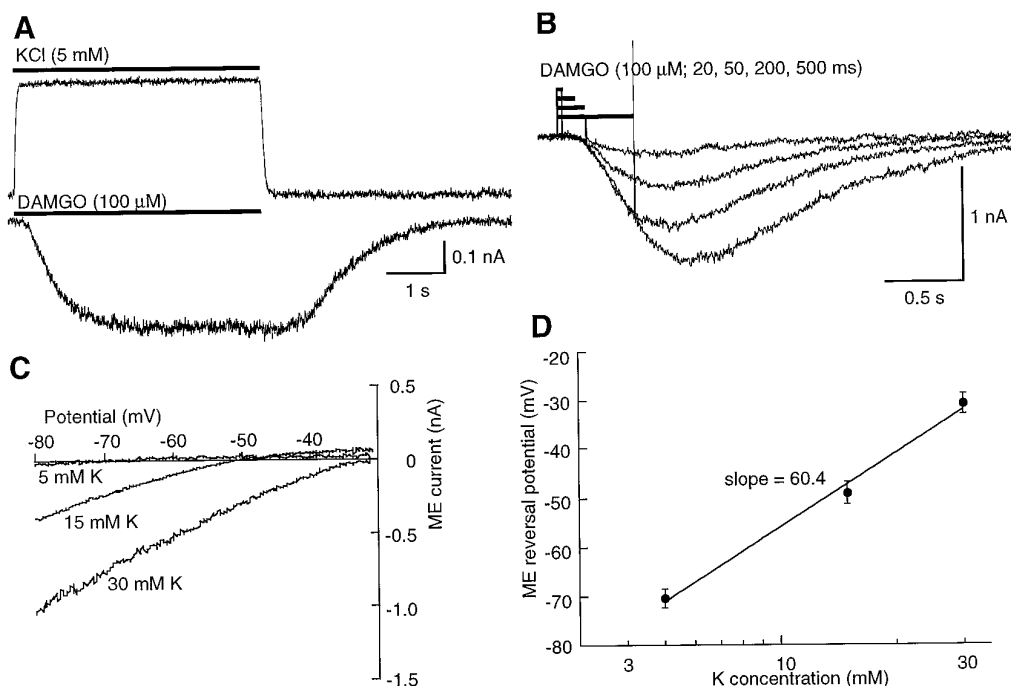 A
KCl (5 mM)
DAMGO (100 µM)
0.1 nA
1 s
B
DAMGO (100 µM; 20, 50, 200, 500 ms)
1 nA
0.5 s
C
Potential (mV)
-80 -70 -60 -50 -40
0.5
0
-0.5
-1.0
-1.5
ME current (nA)
5 mM K
15 mM K
30 mM K
D
ME reversal potential (mV)
-20
-30
-40
-50
-60
-70
-80
slope = 60.4
3 10 30
K concentration (mM)